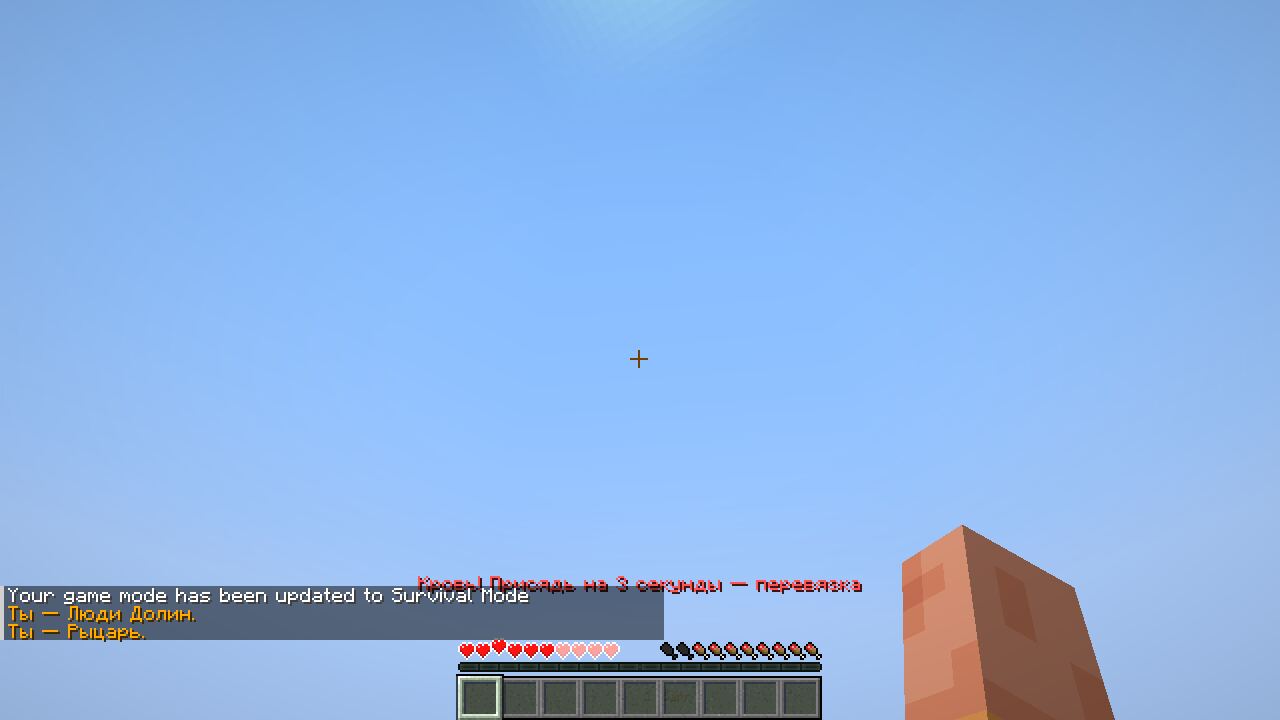 Кровь! Присядь на 3 секунды — перевязка
Your game mode has been updated to Survival Mode
Ты — Люди Долин.
Ты — Рыцарь.